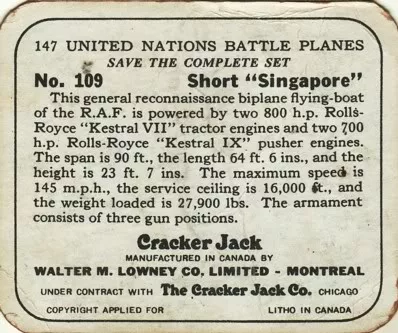 147 UNITED NATIONS BATTLE PLANES
SAVE THE COMPLETE SET
No. 109 Short "Singapore"
This general reconnaissance biplane flying-boat
of the R.A.F. is powered by two 800 h.p. Rolls-
Royce "Kestral VII" tractor engines and two 700
h.p. Rolls-Royce "Kestral IX" pusher engines.
The span is 90 ft., the length 64 ft. 6 ins., and the
height is 23 ft. 7 ins. The maximum speed is
145 m.p.h., the service ceiling is 16,000 ft., and
the weight loaded is 27,900 lbs. The armament
consists of three gun positions.
Cracker Jack
MANUFACTURED IN CANADA BY
WALTER M. LOWNEY CO. LIMITED - MONTREAL
UNDER CONTRACT WITH The Cracker Jack Co. CHICAGO
COPYRIGHT APPLIED FOR LITHO IN CANADA